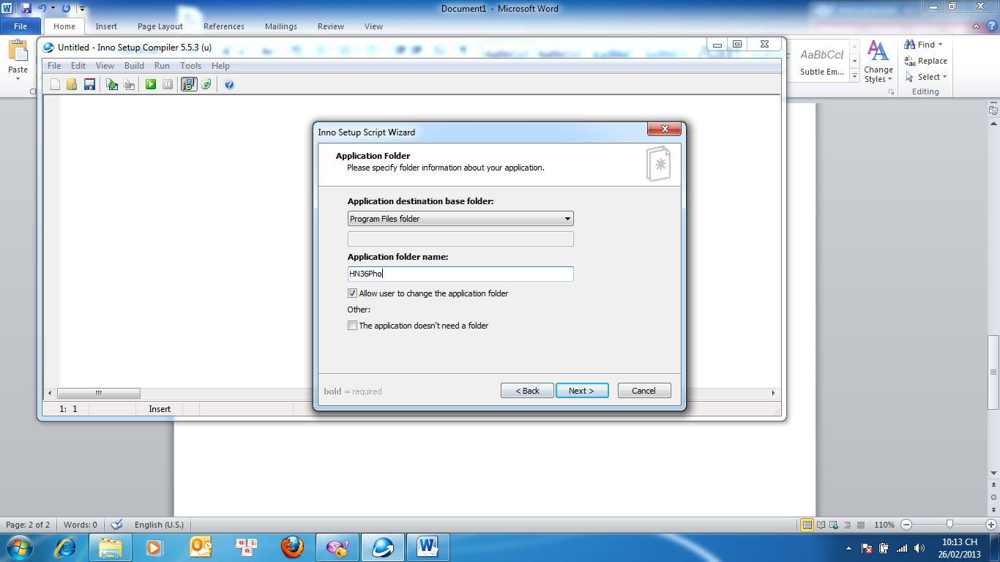 Document1 - Microsoft Word
File Home Insert Page Layout References Mailings Review View
Paste
Untitled - Inno Setup Compiler 5.5.3 (u)
File Edit View Build Run Tools Help
AaBbCcI
Subtle Em...
Change
Styles
Find
Replace
Select
Editing
Inno Setup Script Wizard
Application Folder
Please specify folder information about your application.
Application destination base folder:
Program Files folder
Application folder name:
HN36Pho
Allow user to change the application folder
Other:
The application doesn't need a folder
bold = required
< Back Next > Cancel
1: 1 Insert
Page: 2 of 2 Words: 0 English (U.S.) 110%
10:13 CH
26/02/2013